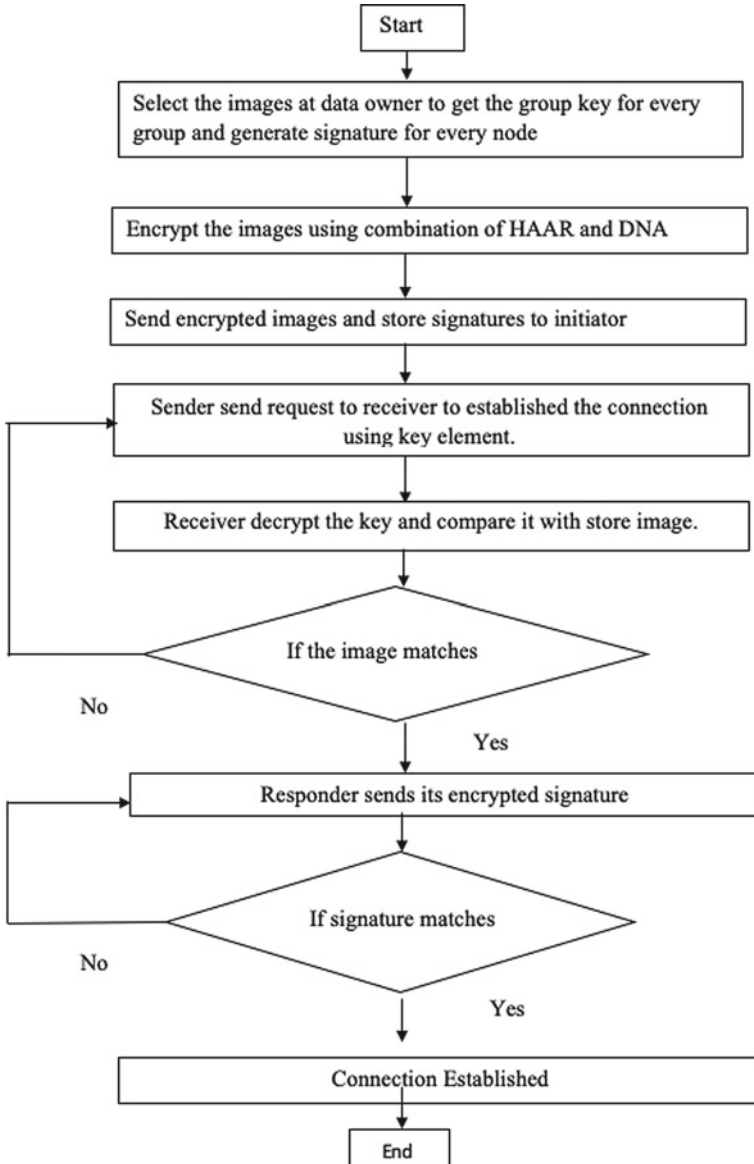 Start
Select the images at data owner to get the group key for every
group and generate signature for every node
Encrypt the images using combination of HAAR and DNA
Send encrypted images and store signatures to initiator
Sender send request to receiver to established the connection
using key element.
Receiver decrypt the key and compare it with store image.
If the image matches
No
Yes
Responder sends its encrypted signature
If signature matches
No
Yes
Connection Established
End